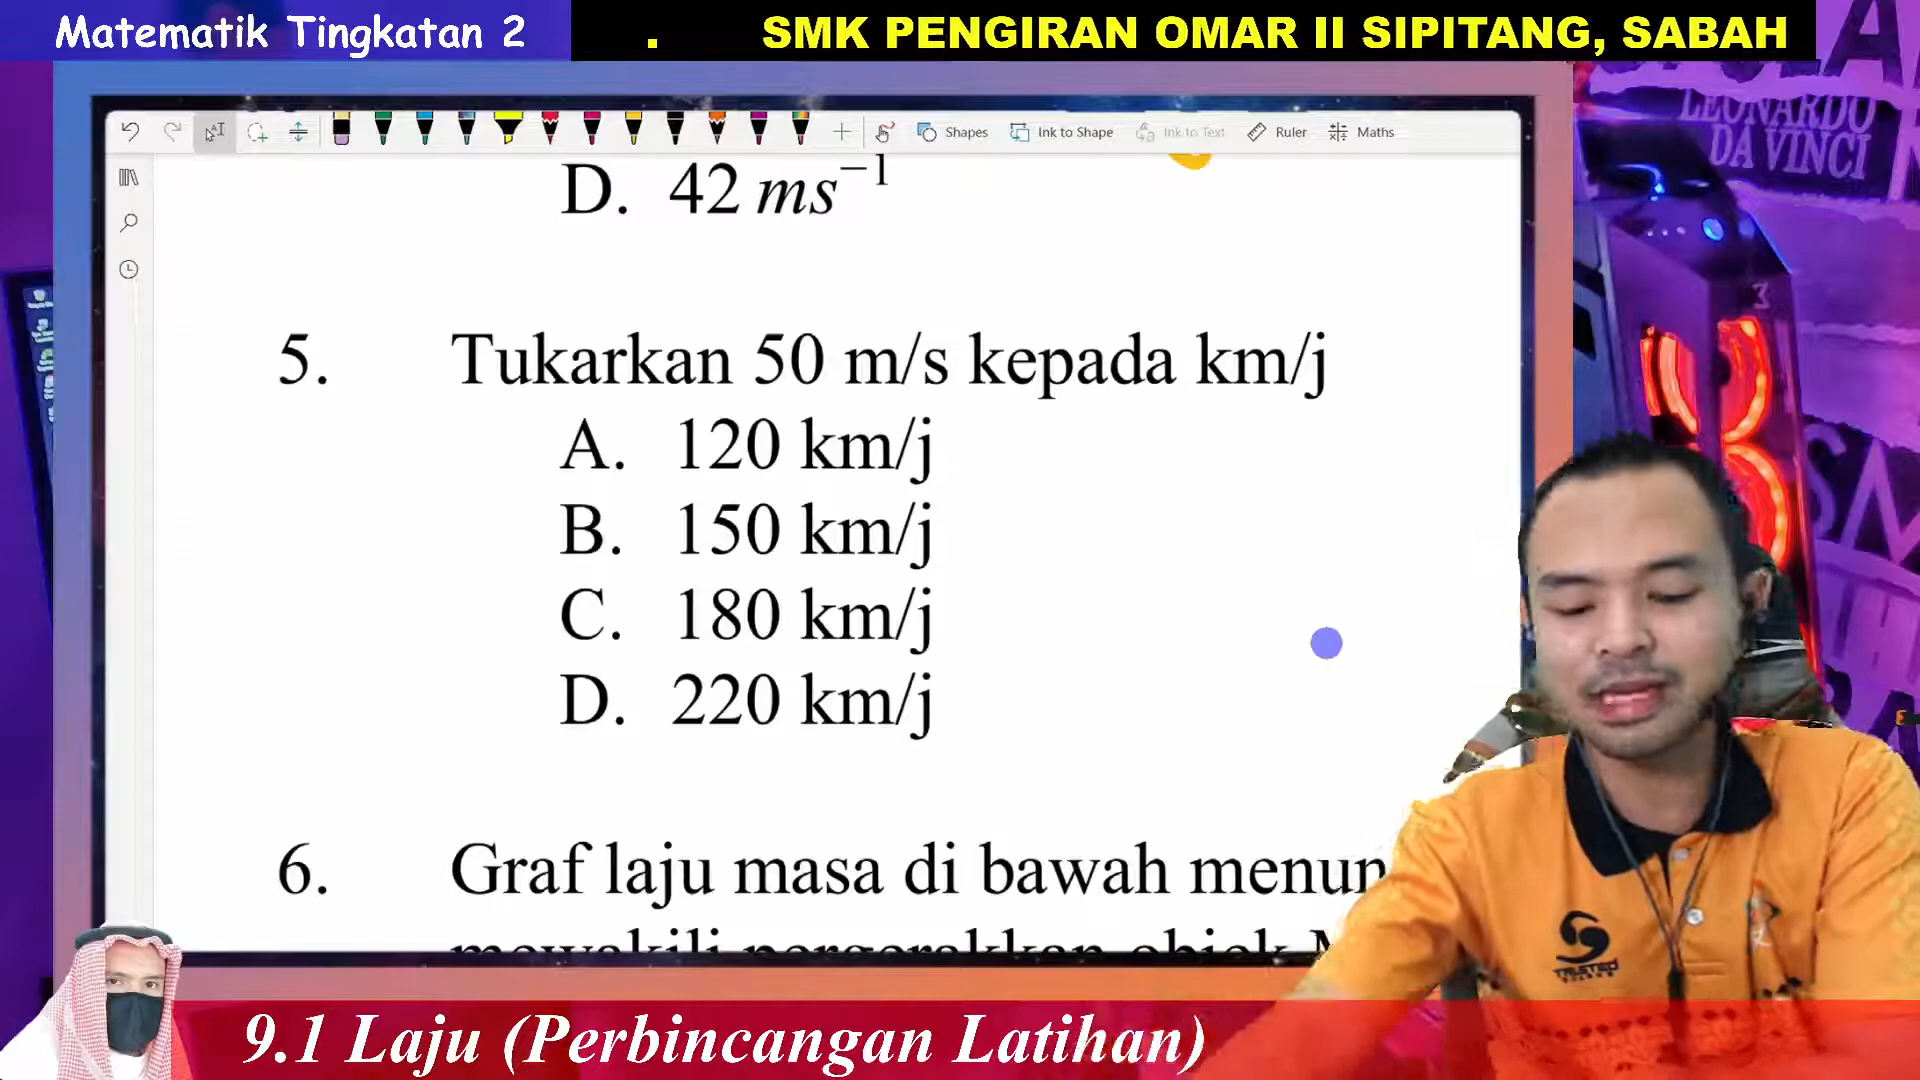 Matematik Tingkatan 2
. SMK PENGIRAN OMAR II SIPITANG, SABAH
LEONARDO
DA VINCI
Shapes
Ink to Shape
Ink to Text
Ruler
Maths
D. 42 ms⁻¹
5. Tukarkan 50 m/s kepada km/j
A. 120 km/j
B. 150 km/j
C. 180 km/j
D. 220 km/j
6. Graf laju masa di bawah menun
TRUSTED
9.1 Laju (Perbincangan Latihan)